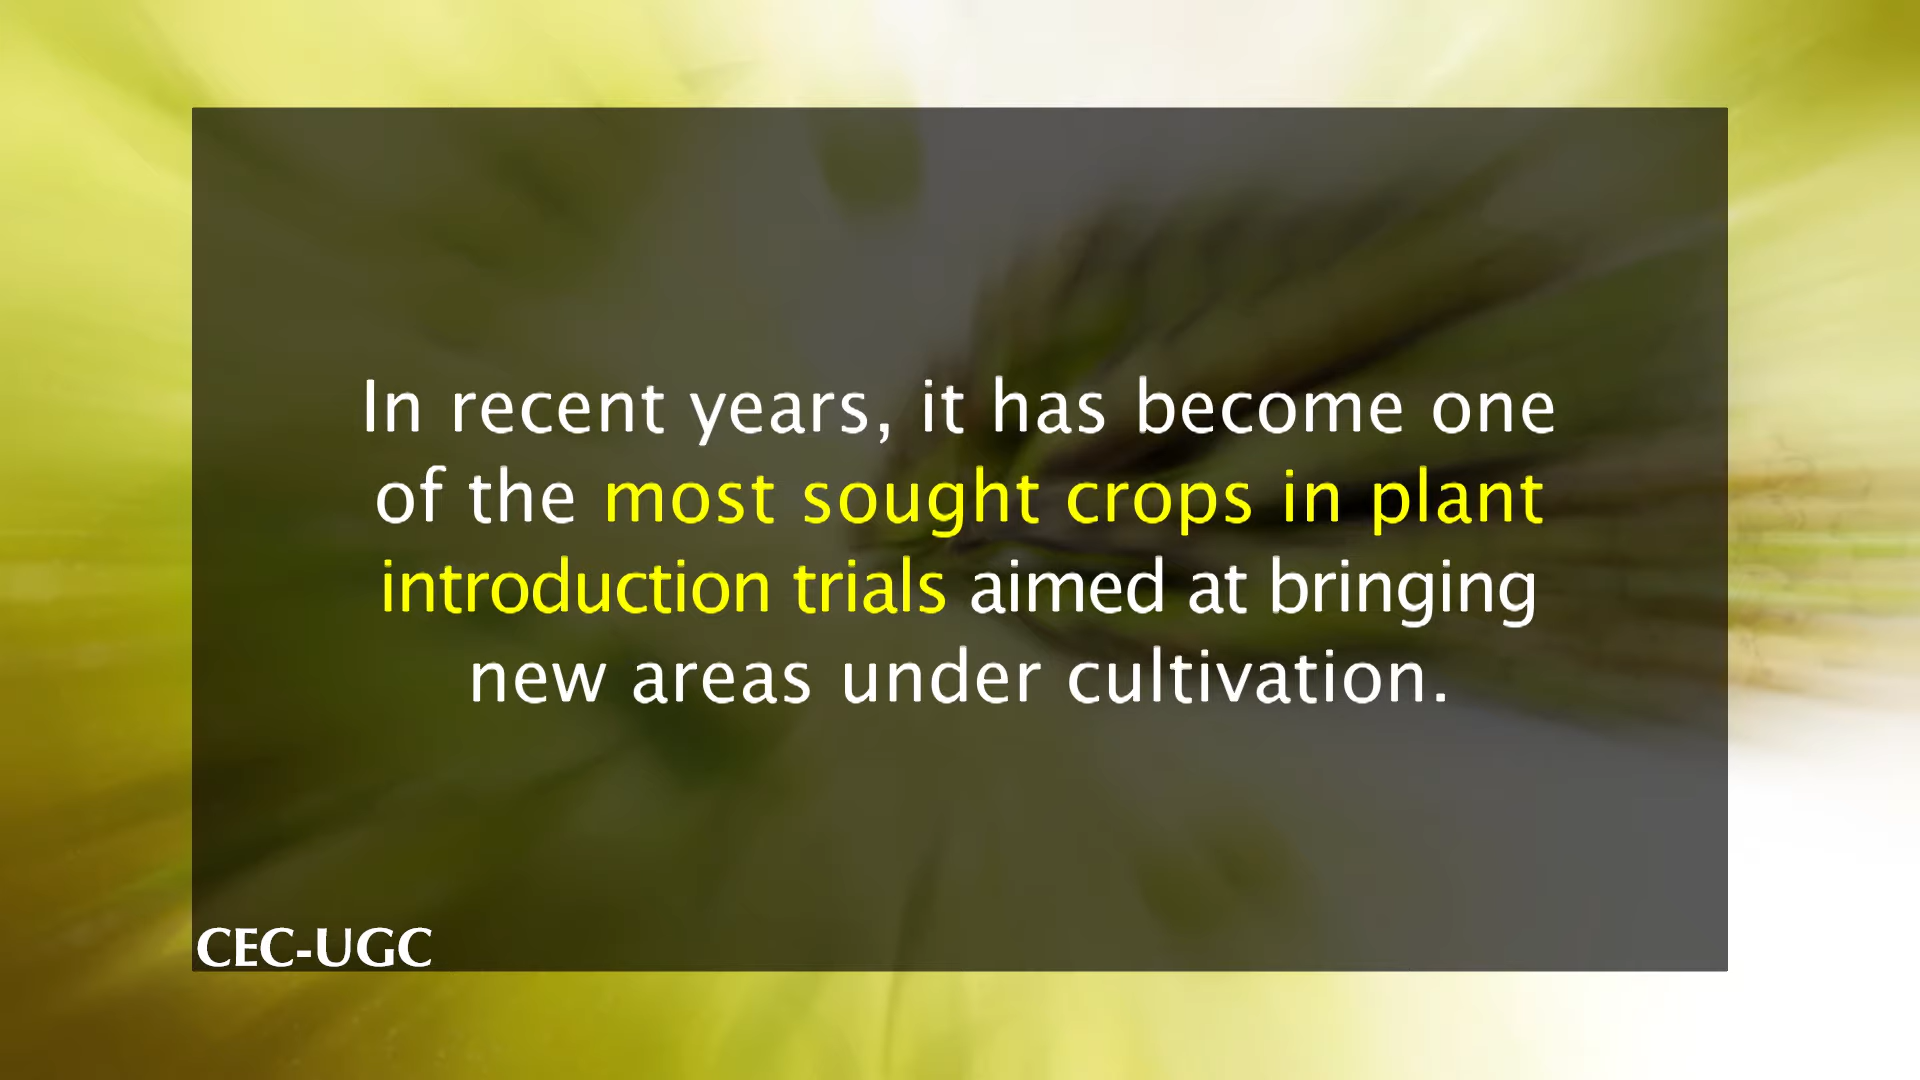 In recent years, it has become one
of the most sought crops in plant
introduction trials aimed at bringing
new areas under cultivation.
CEC-UGC